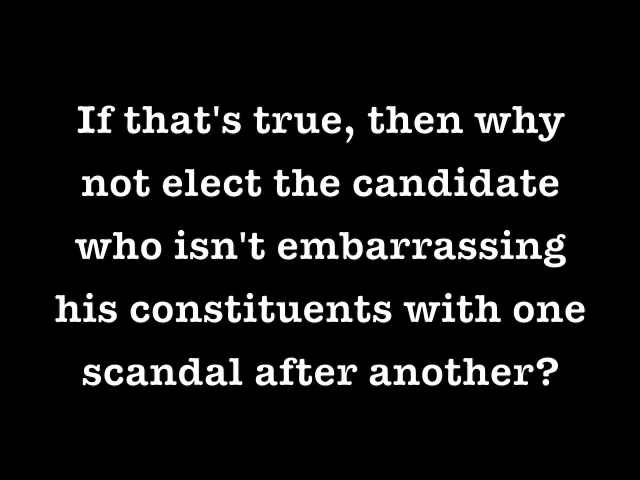 If that's true, then why
not elect the candidate
who isn't embarrassing
his constituents with one
scandal after another?